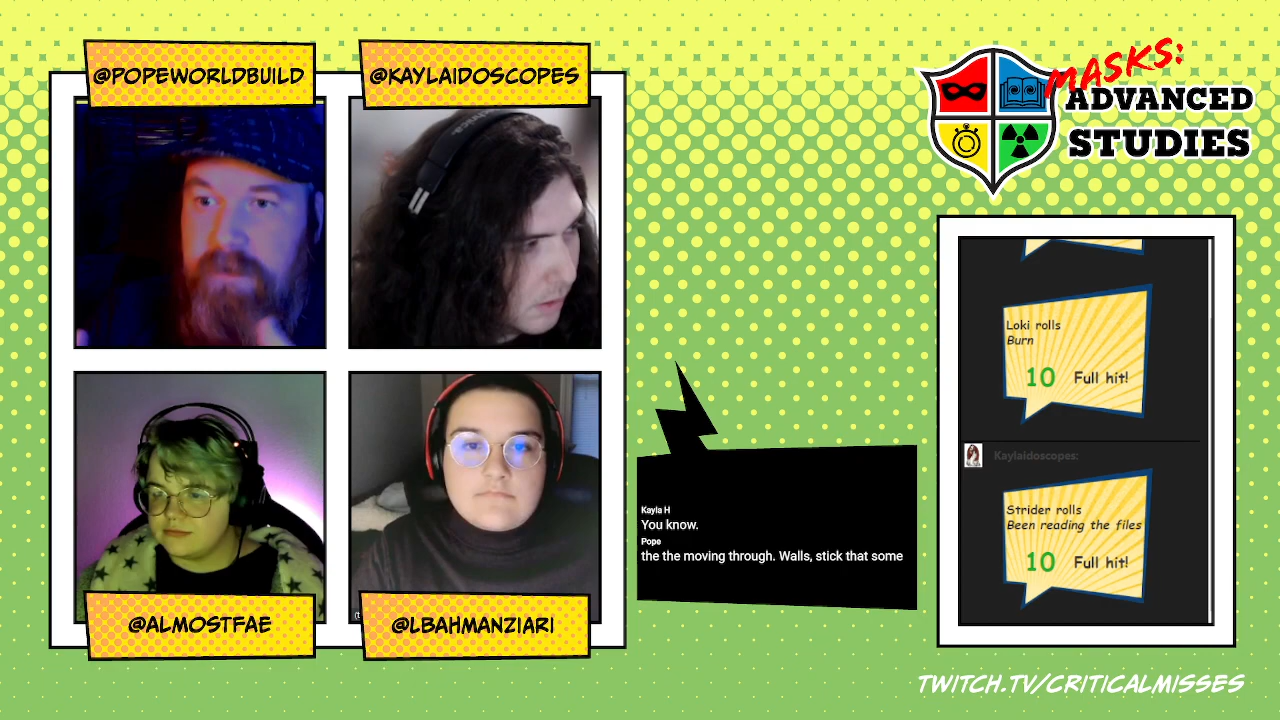 @POPEWORLDBUILD
@KAYLAIDOSCOPES
MASKS:
ADVANCED
STUDIES
Loki rolls
Burn
10 Full hit!
Kaylaidoscopes:
Strider rolls
Been reading the files
10 Full hit!
Kayla H
You know.
Pope
the the moving through. Walls, stick that some
@ALMOSTFAE
@LBAHMANZIARI
TWITCH.TV/CRITICALMISSES